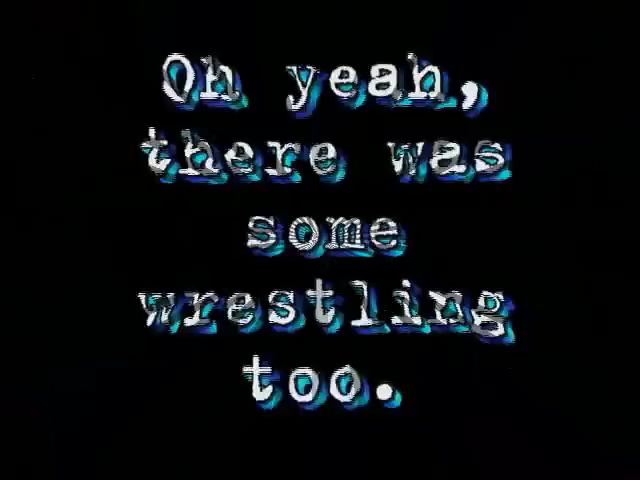 Oh yeah,
there was
some
wrestling
too.